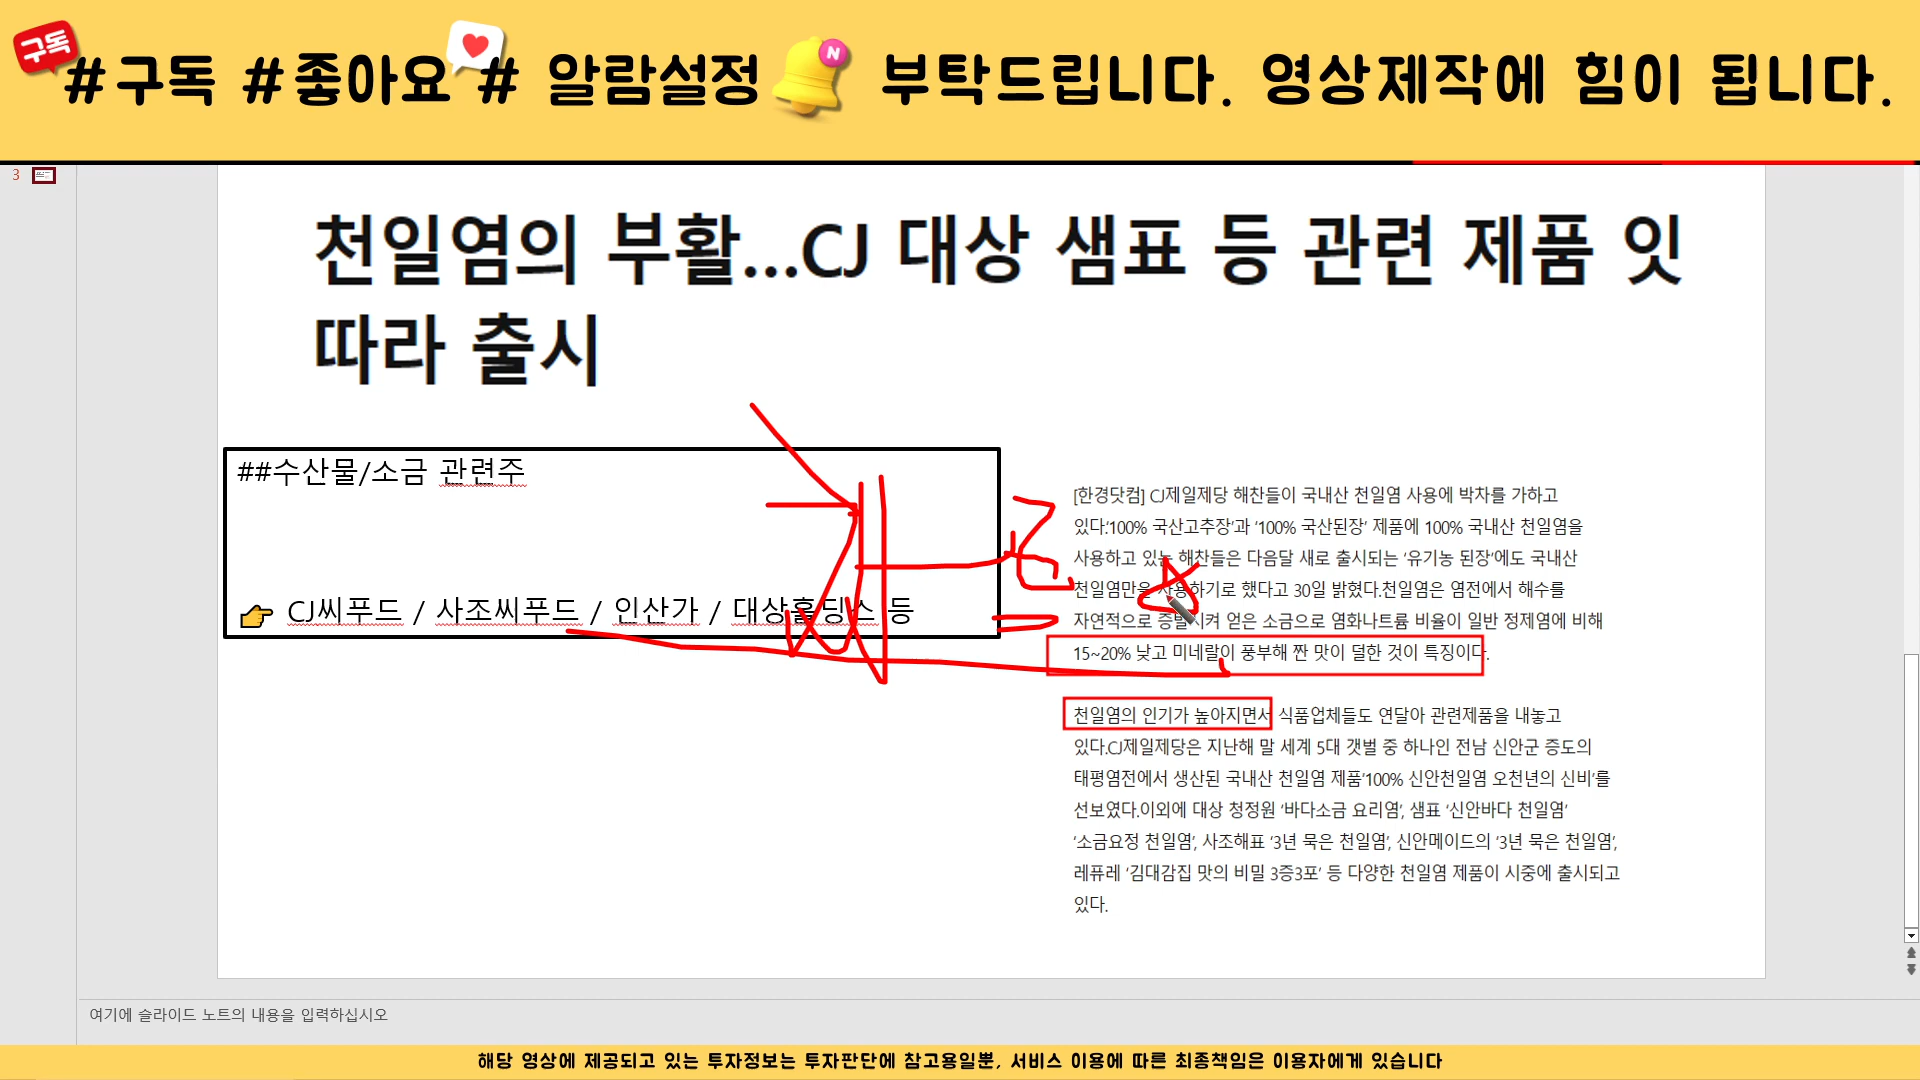 구독
#구독 #좋아요 # 알람설정 N 부탁드립니다. 영상제작에 힘이 됩니다.
3
천일염의 부활...CJ 대상 샘표 등 관련 제품 잇
따라 출시
##수산물/소금 관련주
👉 CJ씨푸드 / 사조씨푸드 / 인산가 / 대상홀딩스 등
[한경닷컴] CJ제일제당 해찬들이 국내산 천일염 사용에 박차를 가하고
있다.'100% 국산고추장'과 '100% 국산된장' 제품에 100% 국내산 천일염을
사용하고 있는 해찬들은 다음달 새로 출시되는 '유기농 된장'에도 국내산
천일염만을 사용하기로 했다고 30일 밝혔다.천일염은 염전에서 해수를
자연적으로 증발시켜 얻은 소금으로 염화나트륨 비율이 일반 정제염에 비해
15~20% 낮고 미네랄이 풍부해 짠 맛이 덜한 것이 특징이다.
천일염의 인기가 높아지면서 식품업체들도 연달아 관련제품을 내놓고
있다.CJ제일제당은 지난해 말 세계 5대 갯벌 중 하나인 전남 신안군 증도의
태평염전에서 생산된 국내산 천일염 제품'100% 신안천일염 오천년의 신비'를
선보였다.이외에 대상 청정원 '바다소금 요리염', 샘표 '신안바다 천일염'
'소금요정 천일염', 사조해표 '3년 묵은 천일염', 신안메이드의 '3년 묵은 천일염',
레퓨레 '김대감집 맛의 비밀 3증3포' 등 다양한 천일염 제품이 시중에 출시되고
있다.
여기에 슬라이드 노트의 내용을 입력하십시오
해당 영상에 제공되고 있는 투자정보는 투자판단에 참고용일뿐, 서비스 이용에 따른 최종책임은 이용자에게 있습니다